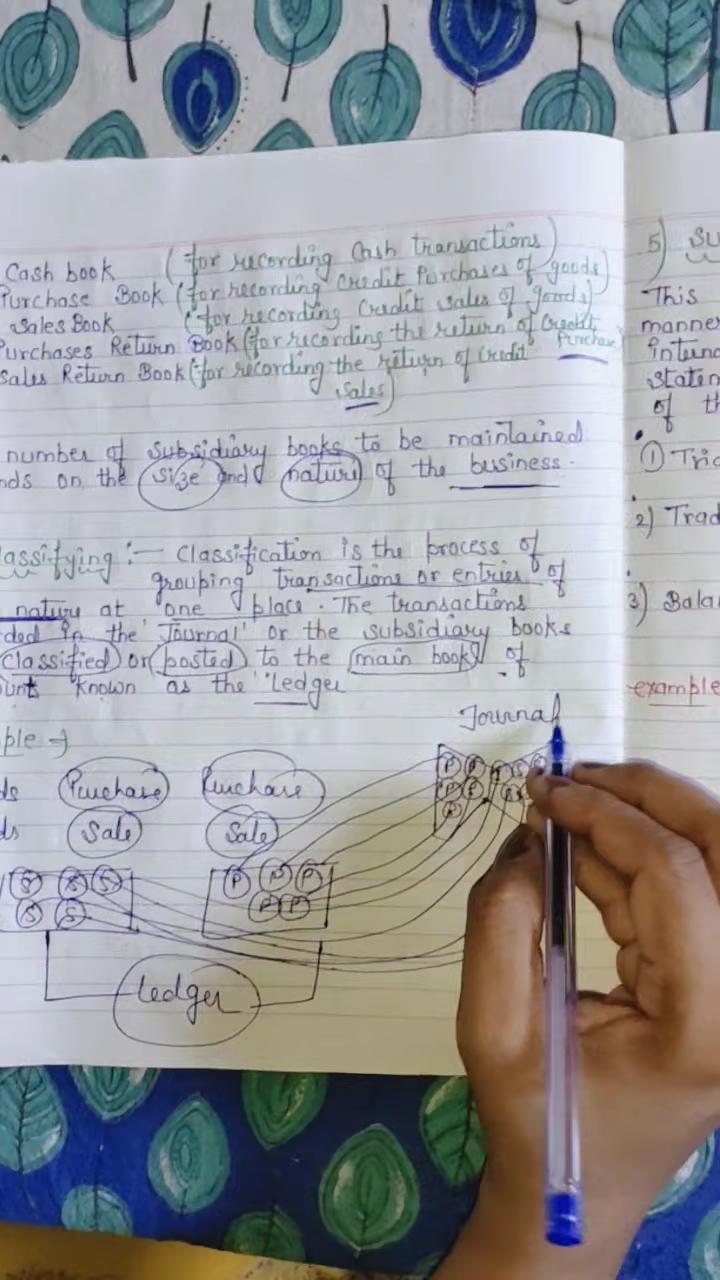 Cash book (for recording Cash transactions)
Purchase Book (for recording Credit Purchases of goods)
Sales Book (for recording Credit sales of goods)
Purchases Return Book (for recording the return of Credit Purchase)
Sales Return Book (for recording the return of credit
Sales)
number of subsidiary books to be maintained
nds on the size and nature of the business.
lassifying :- Classification is the process of
grouping transactions or entries of
nature at one place. The transactions
ded in the 'Journal' or the subsidiary books
classified or posted to the main book of
ount known as the "Ledger
ple →
Journal
ds Purchase Purchase
ds Sale Sale
P P P S S
P P
P
S S S P P P
S S P P
Ledger
5) Su
This
manner
Intern
statem
of th
① Tria
2) Trad
3) Bala
example